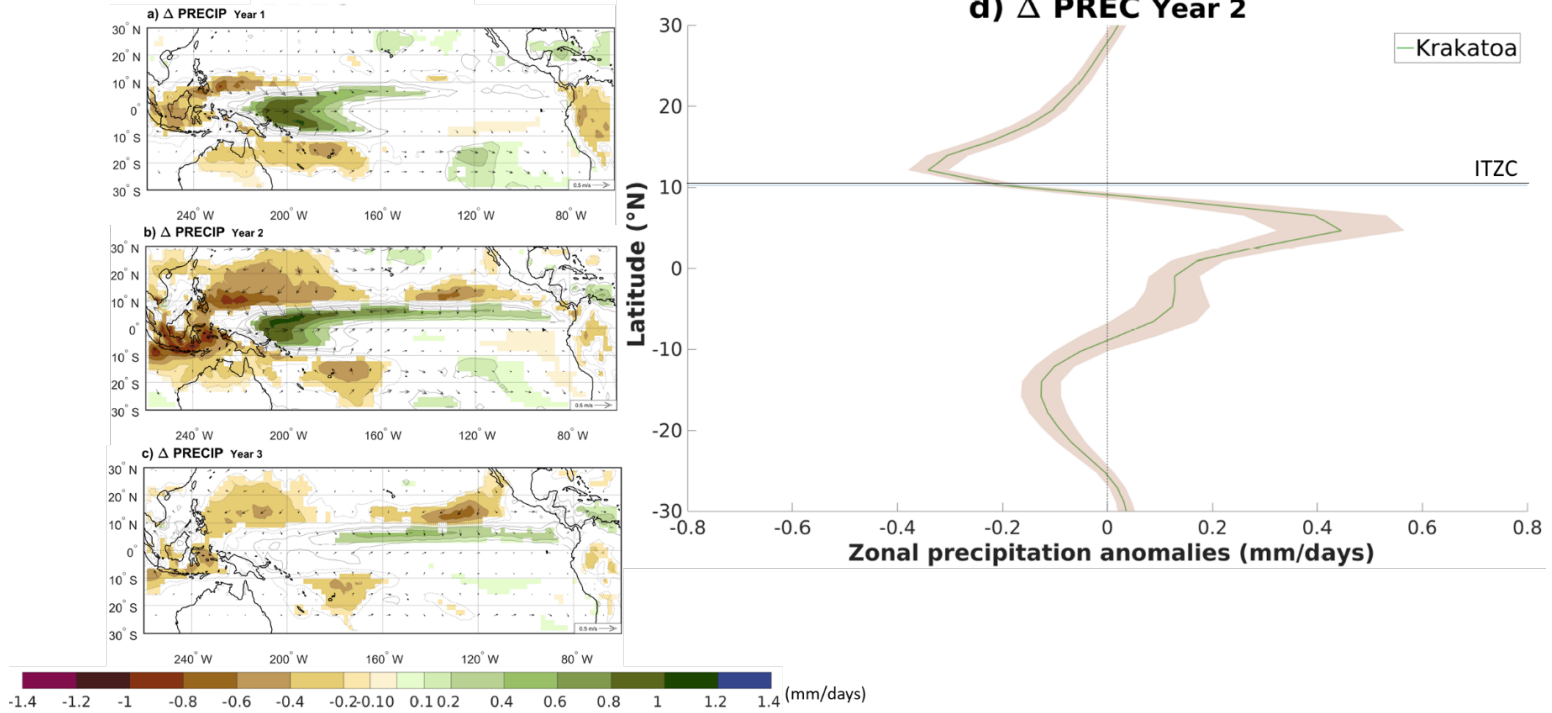 a) Δ PRECIP Year 1
30° N
20° N
10° N
0°
10° S
20° S
30° S
0.5 m/s
240° W 200° W 160° W 120° W 80° W
b) Δ PRECIP Year 2
30° N
20° N
10° N
0°
10° S
20° S
30° S
0.5 m/s
240° W 200° W 160° W 120° W 80° W
c) Δ PRECIP Year 3
30° N
20° N
10° N
0°
10° S
20° S
30° S
0.5 m/s
240° W 200° W 160° W 120° W 80° W
-1.4 -1.2 -1 -0.8 -0.6 -0.4 -0.2 -0.1 0 0.1 0.2 0.4 0.6 0.8 1 1.2 1.4 (mm/days)
d) Δ PREC Year 2
Krakatoa
ITZC
Latitude (°N)
30
20
10
0
-10
-20
-30
-0.8 -0.6 -0.4 -0.2 0 0.2 0.4 0.6 0.8
Zonal precipitation anomalies (mm/days)